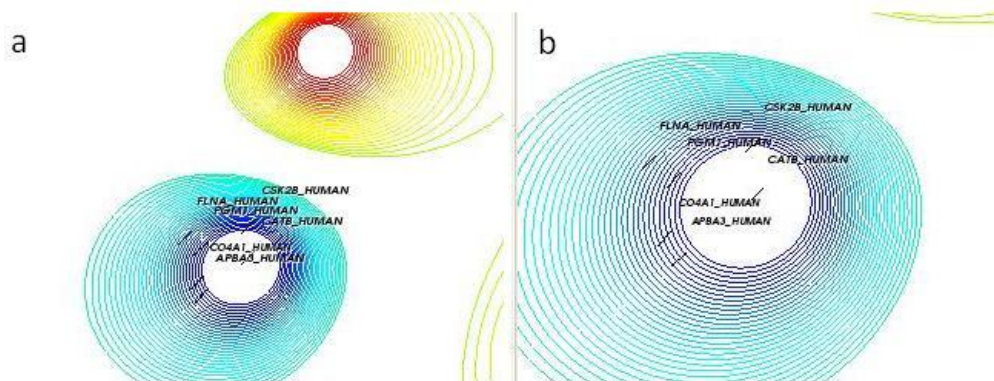 a
CSK2B_HUMAN
FLNA_HUMAN
PGM1_HUMAN
CATB_HUMAN
CO4A1_HUMAN
APBA3_HUMAN
b
CSK2B_HUMAN
FLNA_HUMAN
PGM1_HUMAN
CATB_HUMAN
CO4A1_HUMAN
APBA3_HUMAN